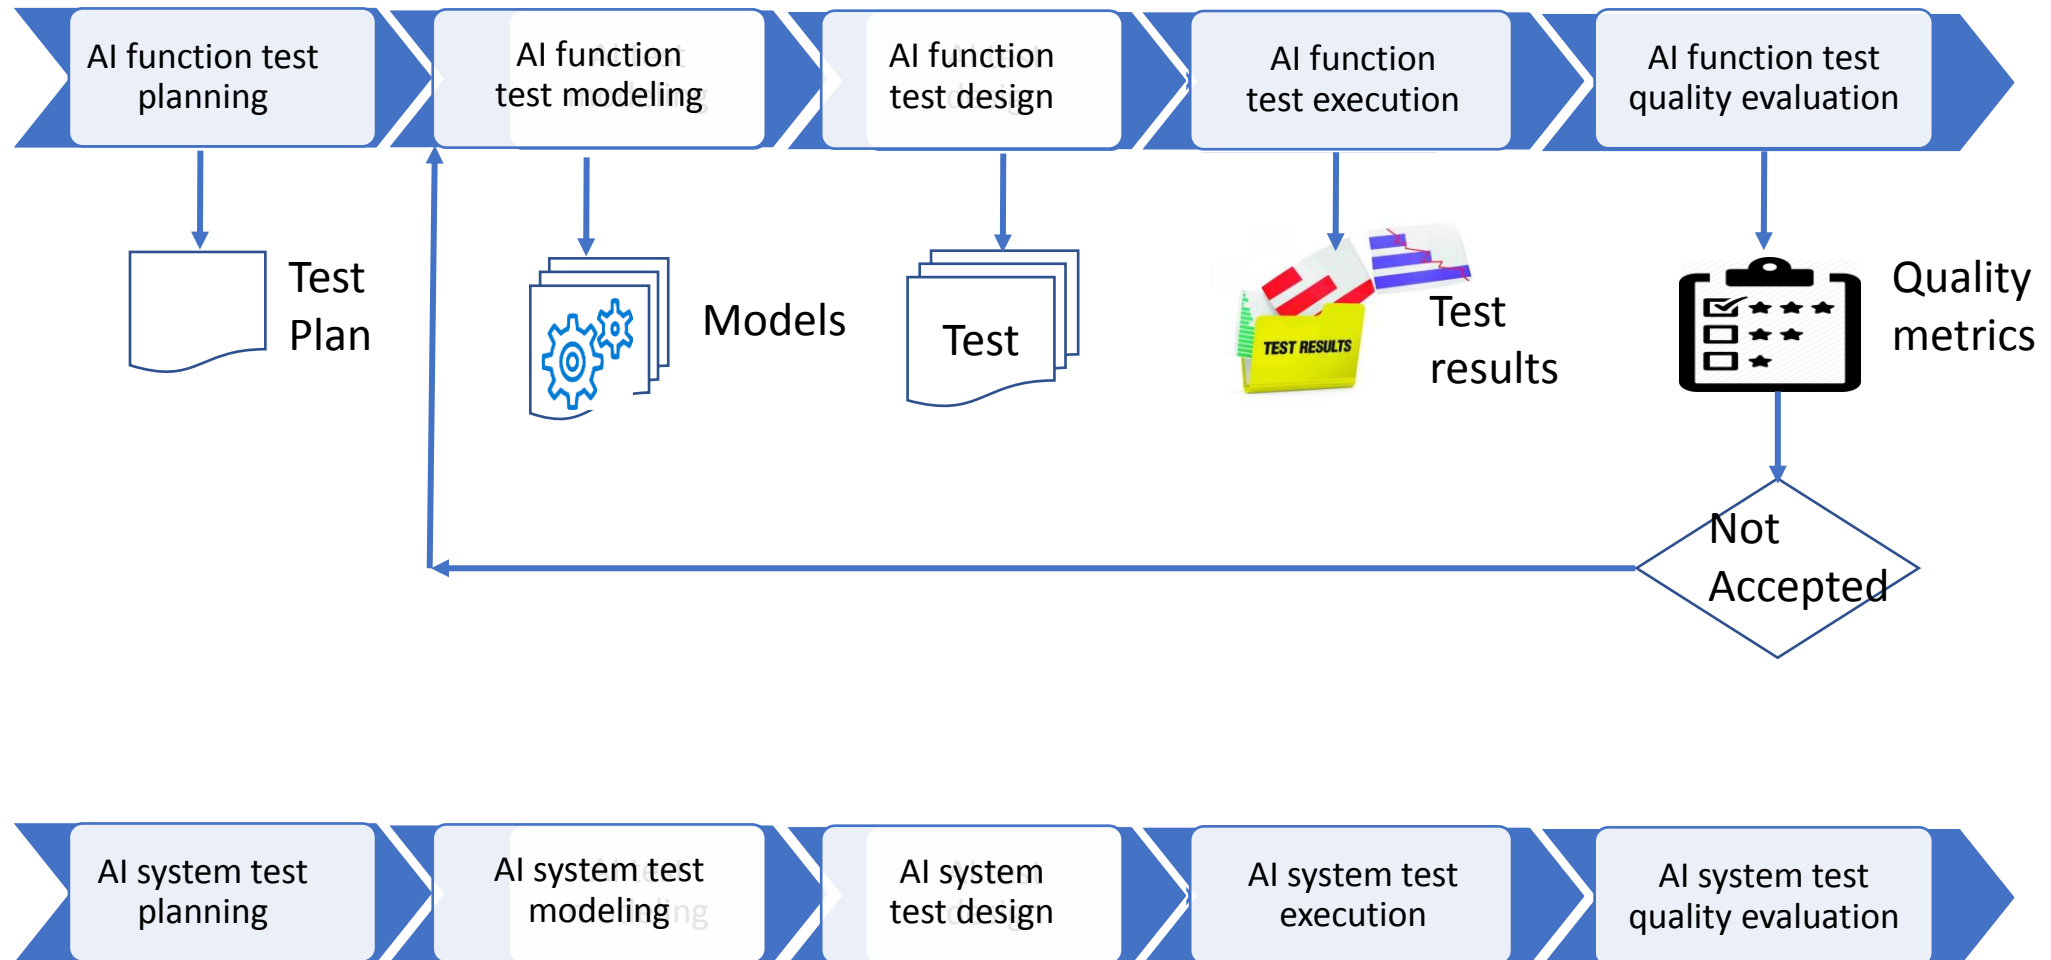 AI function test
planning
AI function
test modeling
AI function
test design
AI function
test execution
AI function test
quality evaluation
Test
Plan
Models
Test
TEST RESULTS
Test
results
Quality
metrics
Not
Accepted
AI system test
planning
AI system test
modeling
AI system
test design
AI system test
execution
AI system test
quality evaluation